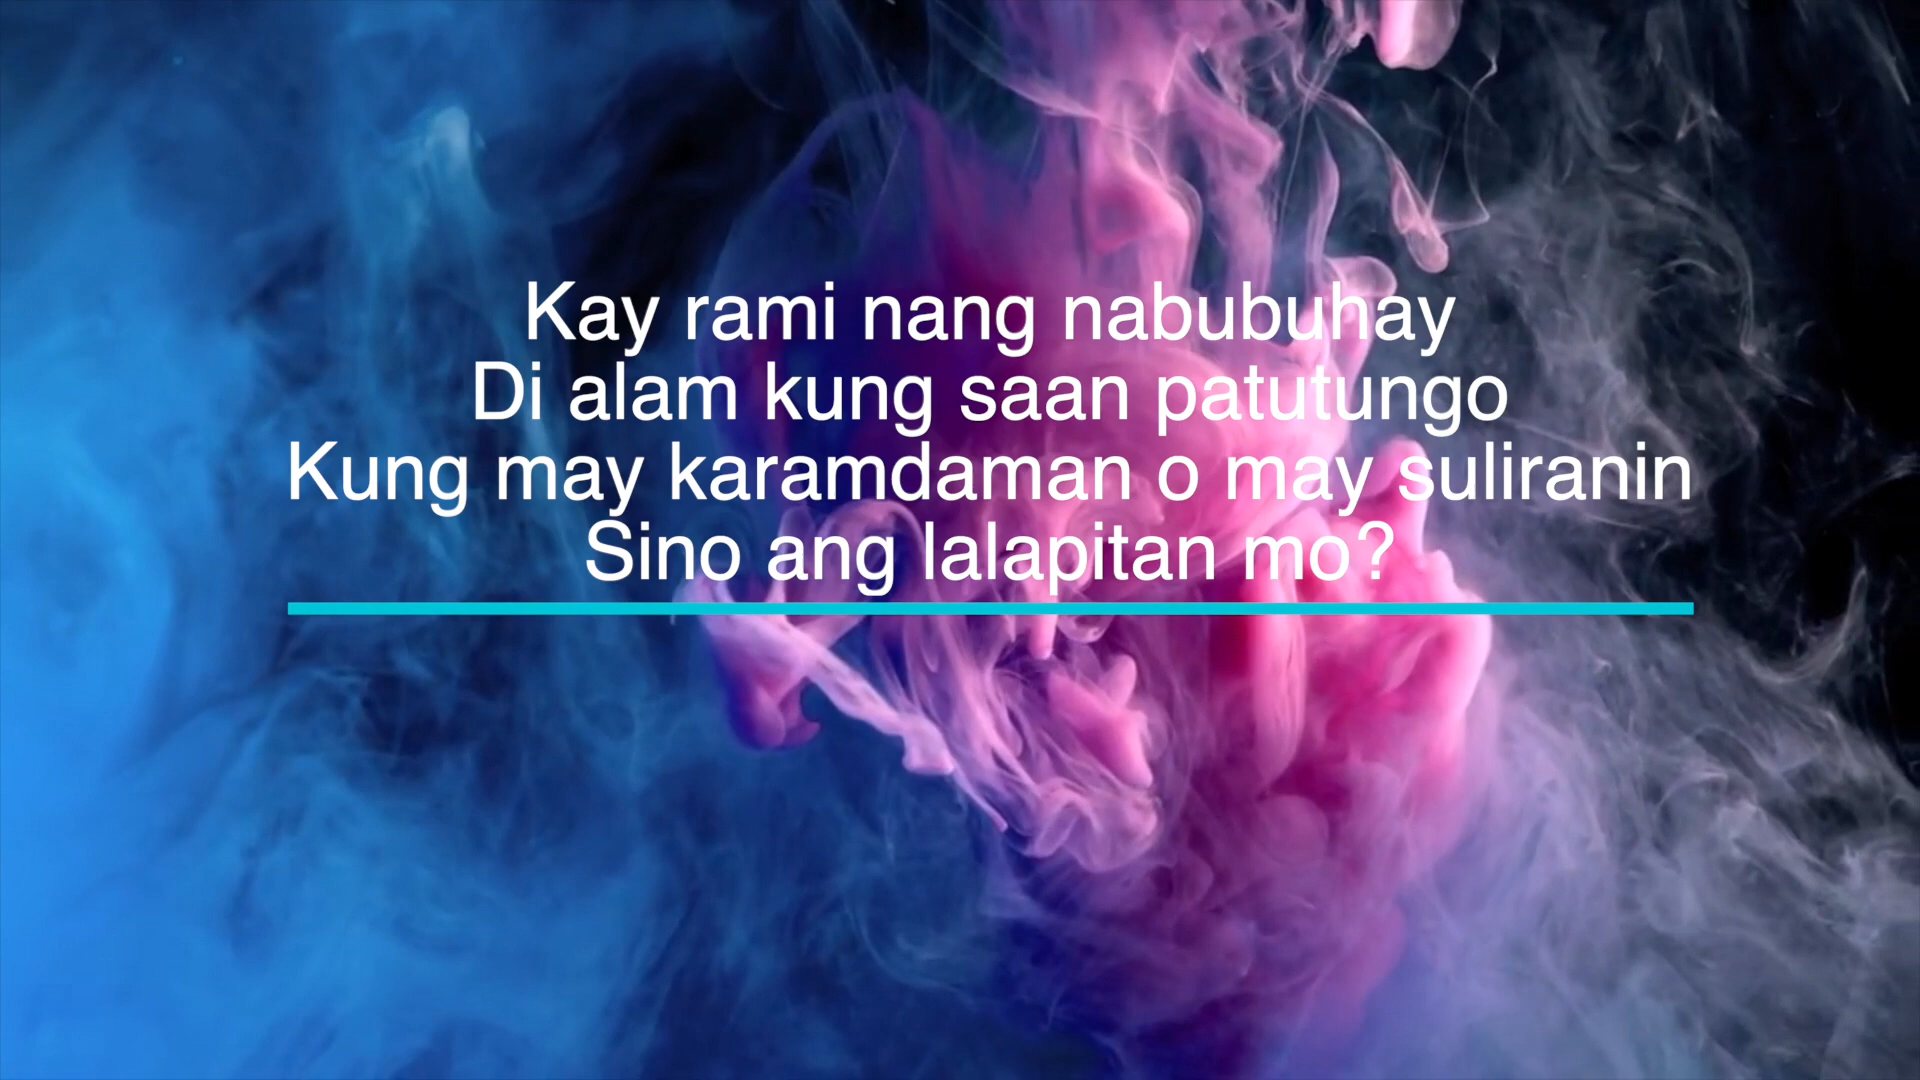 Kay rami nang nabubuhay
Di alam kung saan patutungo
Kung may karamdaman o may suliranin
Sino ang lalapitan mo?